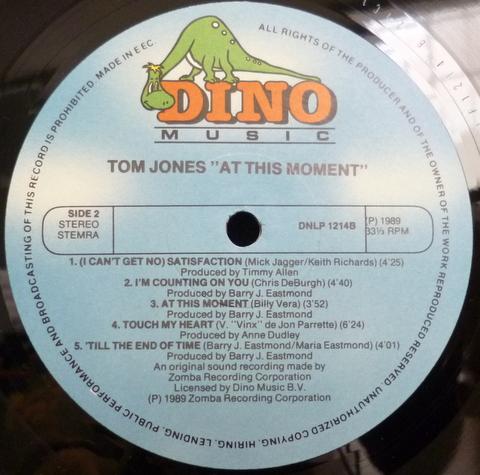 DINO
MUSIC
TOM JONES "AT THIS MOMENT"
SIDE 2
STEREO
STEMRA
DNLP 1214B
(P) 1989
33⅓ RPM
1. (I CAN'T GET NO) SATISFACTION (Mick Jagger/Keith Richards) (4'25)
Produced by Timmy Allen
2. I'M COUNTING ON YOU (Chris DeBurgh) (4'40)
Produced by Barry J. Eastmond
3. AT THIS MOMENT (Billy Vera) (3'52)
Produced by Barry J. Eastmond
4. TOUCH MY HEART (V. "Vinx" de Jon Parrette) (6'24)
Produced by Anne Dudley
5. 'TILL THE END OF TIME (Barry J. Eastmond/Maria Eastmond) (4'01)
Produced by Barry J. Eastmond
An original sound recording made by
Zomba Recording Corporation
Licensed by Dino Music B.V.
(P) 1989 Zomba Recording Corporation
ALL RIGHTS OF THE PRODUCER AND OF THE OWNER OF THE WORK REPRODUCED RESERVED. UNAUTHORIZED COPYING, HIRING, LENDING, PUBLIC PERFORMANCE AND BROADCASTING OF THIS RECORD IS PROHIBITED. MADE IN EEC.